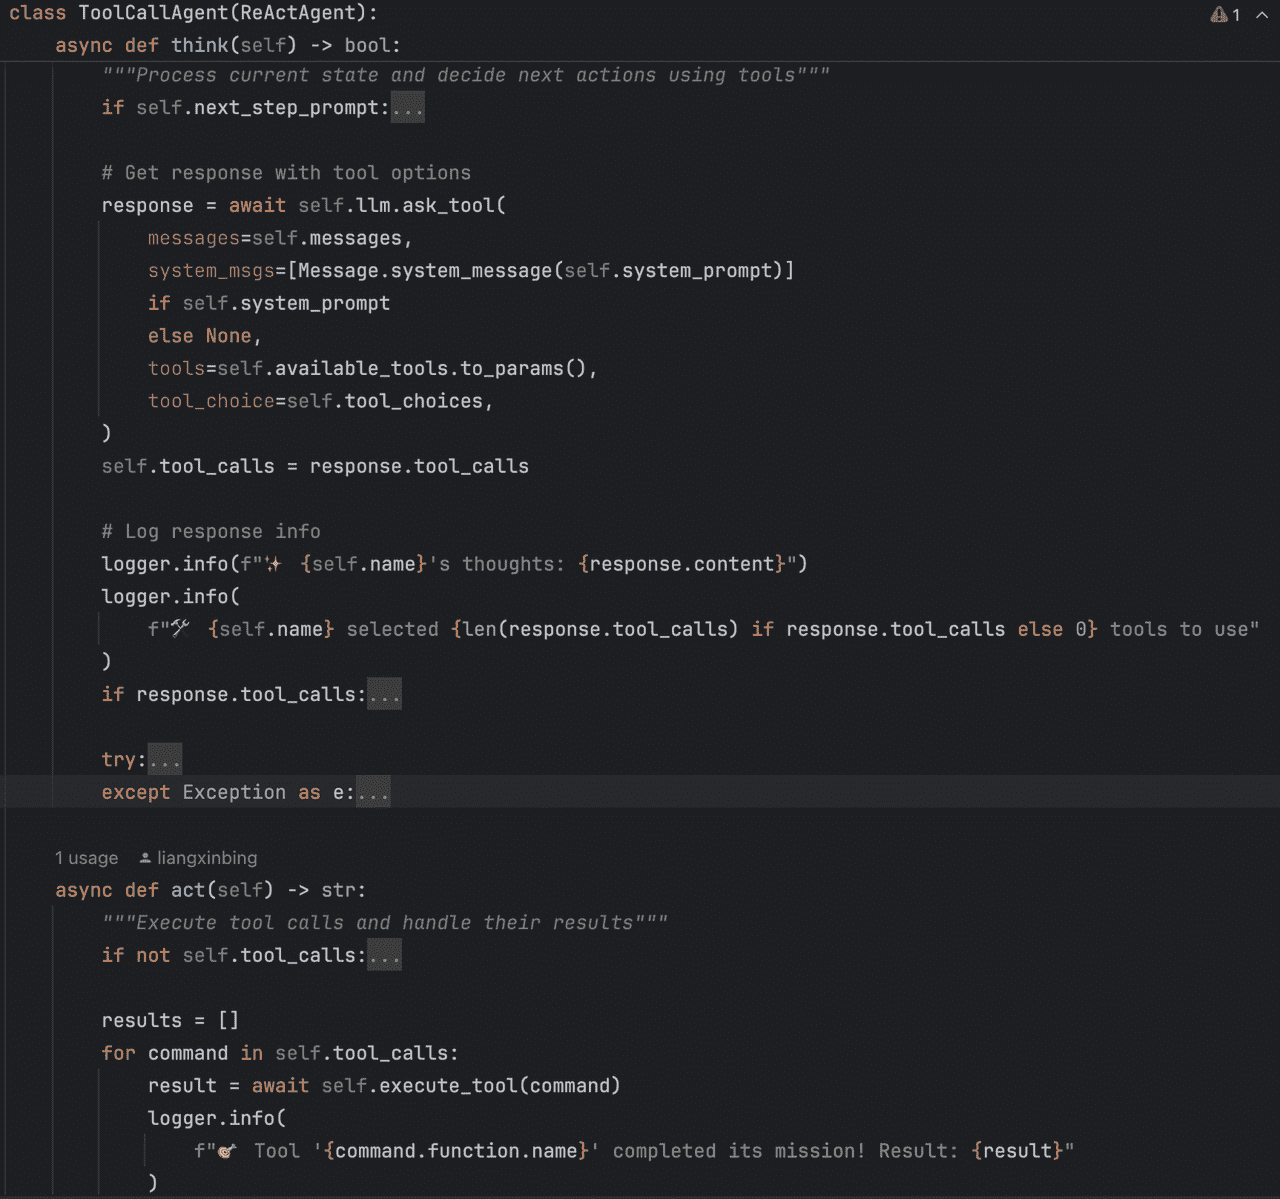 class ToolCallAgent(ReActAgent):
1
async def think(self) -> bool:
"""Process current state and decide next actions using tools"""
if self.next_step_prompt:...
# Get response with tool options
response = await self.llm.ask_tool(
messages=self.messages,
system_msgs=[Message.system_message(self.system_prompt)]
if self.system_prompt
else None,
tools=self.available_tools.to_params(),
tool_choice=self.tool_choices,
)
self.tool_calls = response.tool_calls
# Log response info
logger.info(f"✨ {self.name}'s thoughts: {response.content}")
logger.info(
f"🛠️ {self.name} selected {len(response.tool_calls) if response.tool_calls else 0} tools to use"
)
if response.tool_calls:...
try:...
except Exception as e:...
1 usage liangxinbing
async def act(self) -> str:
"""Execute tool calls and handle their results"""
if not self.tool_calls:...
results = []
for command in self.tool_calls:
result = await self.execute_tool(command)
logger.info(
f"🎯 Tool '{command.function.name}' completed its mission! Result: {result}"
)